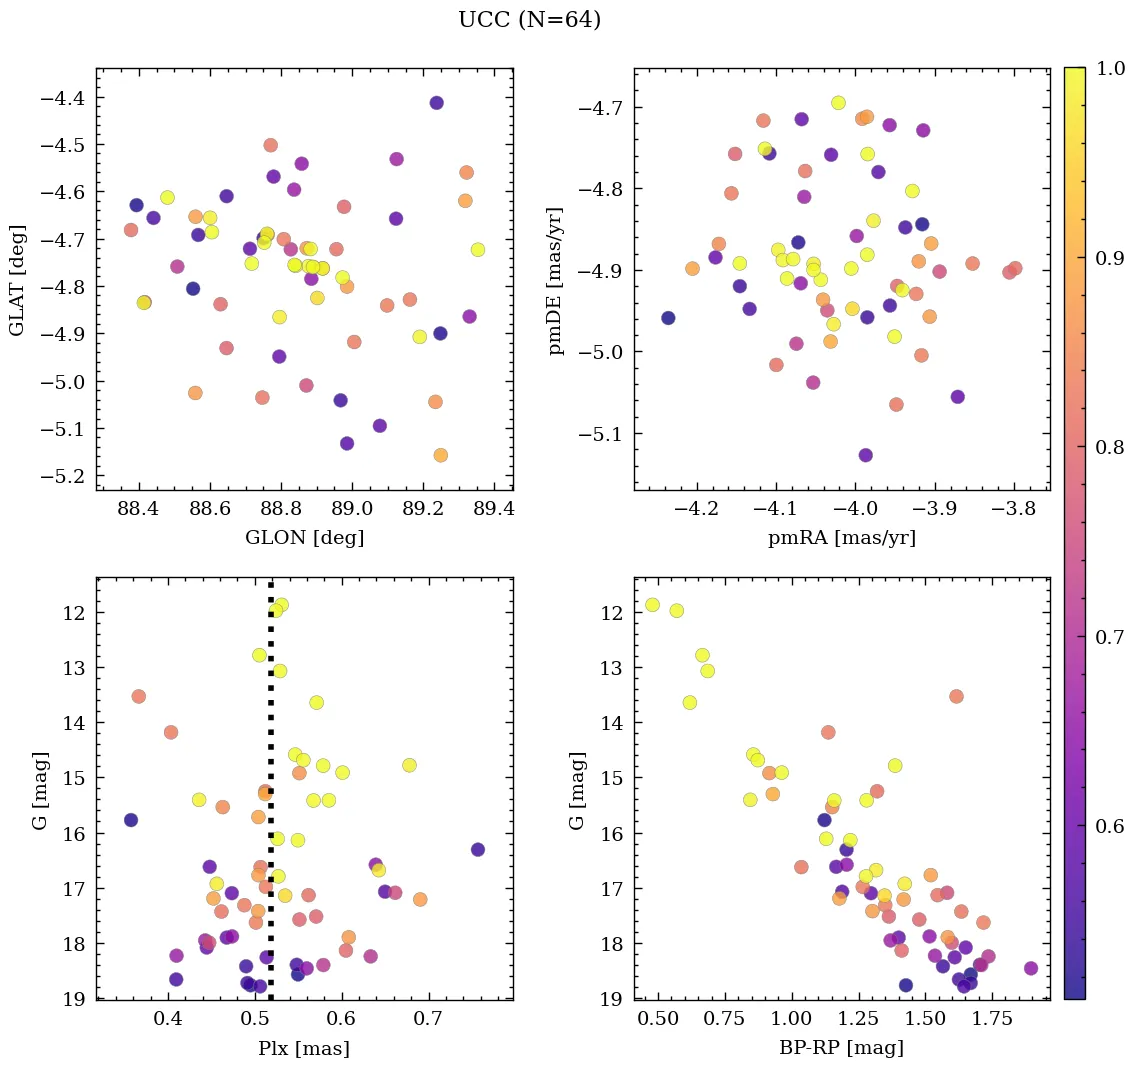 UCC (N=64)
−4.4
−4.5
−4.6
−4.7
−4.8
−4.9
−5.0
−5.1
−5.2
GLAT [deg]
88.4 88.6 88.8 89.0 89.2 89.4
GLON [deg]
−4.7
−4.8
−4.9
−5.0
−5.1
pmDE [mas/yr]
−4.2 −4.1 −4.0 −3.9 −3.8
pmRA [mas/yr]
1.0
0.9
0.8
0.7
0.6
12
13
14
15
16
17
18
19
G [mag]
0.4 0.5 0.6 0.7
Plx [mas]
12
13
14
15
16
17
18
19
G [mag]
0.50 0.75 1.00 1.25 1.50 1.75
BP-RP [mag]